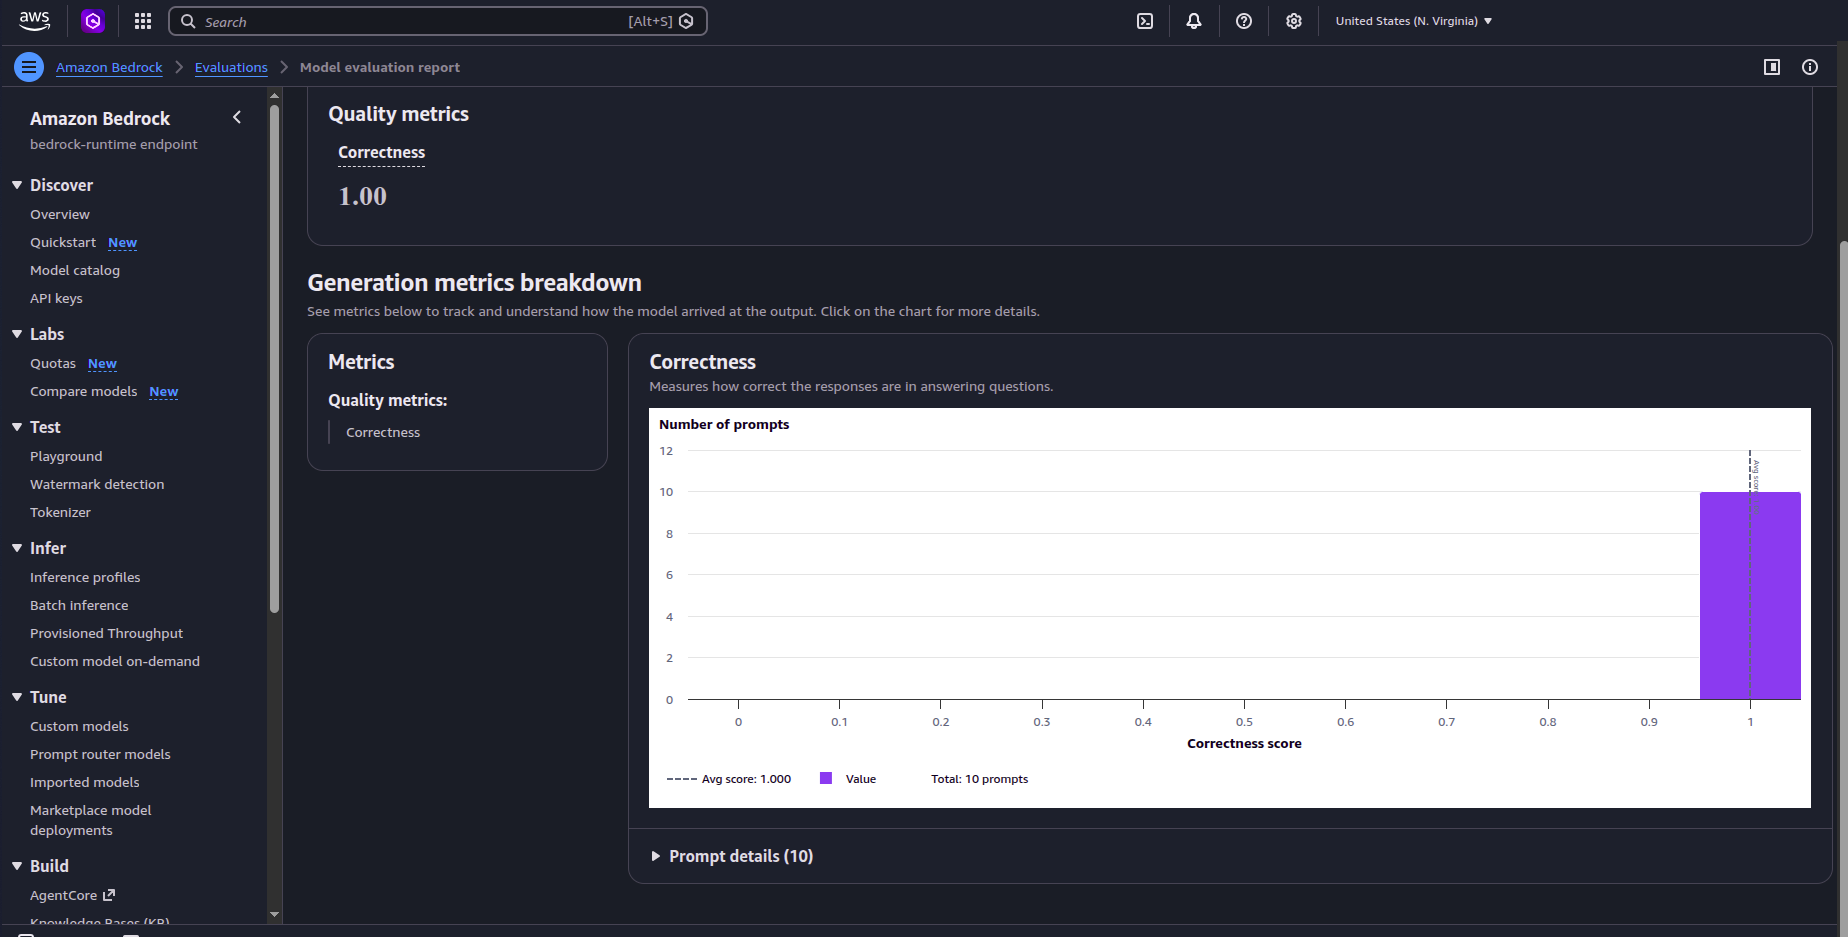 aws
Search
[Alt+S]
United States (N. Virginia)
Amazon Bedrock
Evaluations
Model evaluation report
Amazon Bedrock
bedrock-runtime endpoint
Discover
Overview
Quickstart New
Model catalog
API keys
Labs
Quotas New
Compare models New
Test
Playground
Watermark detection
Tokenizer
Infer
Inference profiles
Batch inference
Provisioned Throughput
Custom model on-demand
Tune
Custom models
Prompt router models
Imported models
Marketplace model
deployments
Build
AgentCore
Knowledge Bases (KB)
Quality metrics
Correctness
1.00
Generation metrics breakdown
See metrics below to track and understand how the model arrived at the output. Click on the chart for more details.
Metrics
Quality metrics:
Correctness
Correctness
Measures how correct the responses are in answering questions.
Number of prompts
12
10
8
6
4
2
0
Avg score
0 0.1 0.2 0.3 0.4 0.5 0.6 0.7 0.8 0.9 1
Correctness score
Avg score: 1.000 Value Total: 10 prompts
Prompt details (10)